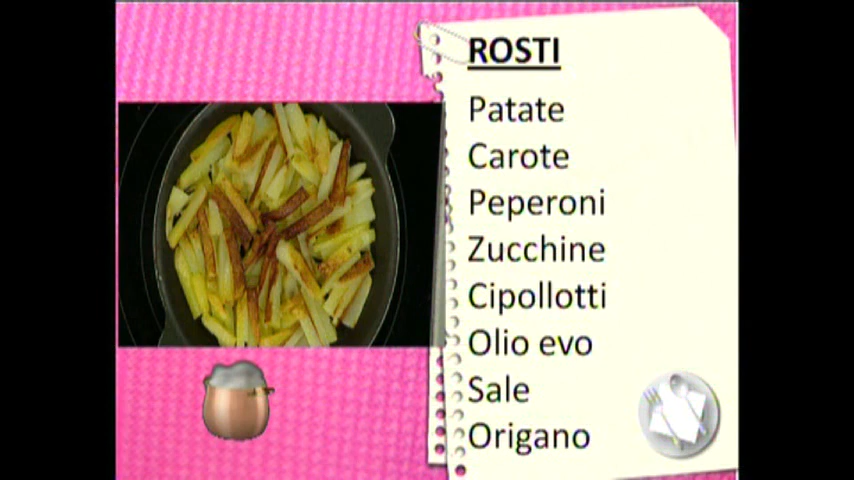 ROSTI
Patate
Carote
Peperoni
Zucchine
Cipollotti
Olio evo
Sale
Origano